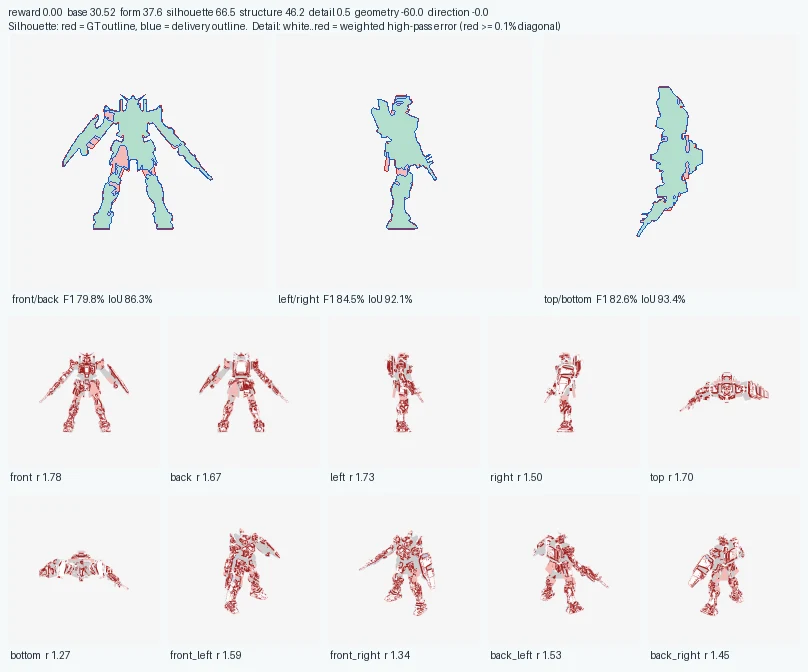 reward 0.00 base 30.52 form 37.6 silhouette 66.5 structure 46.2 detail 0.5 geometry -60.0 direction -0.0
Silhouette: red = GT outline, blue = delivery outline. Detail: white..red = weighted high-pass error (red >= 0.1% diagonal)
front/back F1 79.8% IoU 86.3%
left/right F1 84.5% IoU 92.1%
top/bottom F1 82.6% IoU 93.4%
front r 1.78
back r 1.67
left r 1.73
right r 1.50
top r 1.70
bottom r 1.27
front_left r 1.59
front_right r 1.34
back_left r 1.53
back_right r 1.45